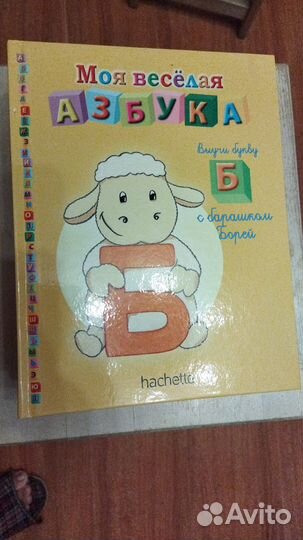 Моя весёлая
АЗБУКА
Выучи букву
Б
с барашком
Борей
Б
hachette
Avito